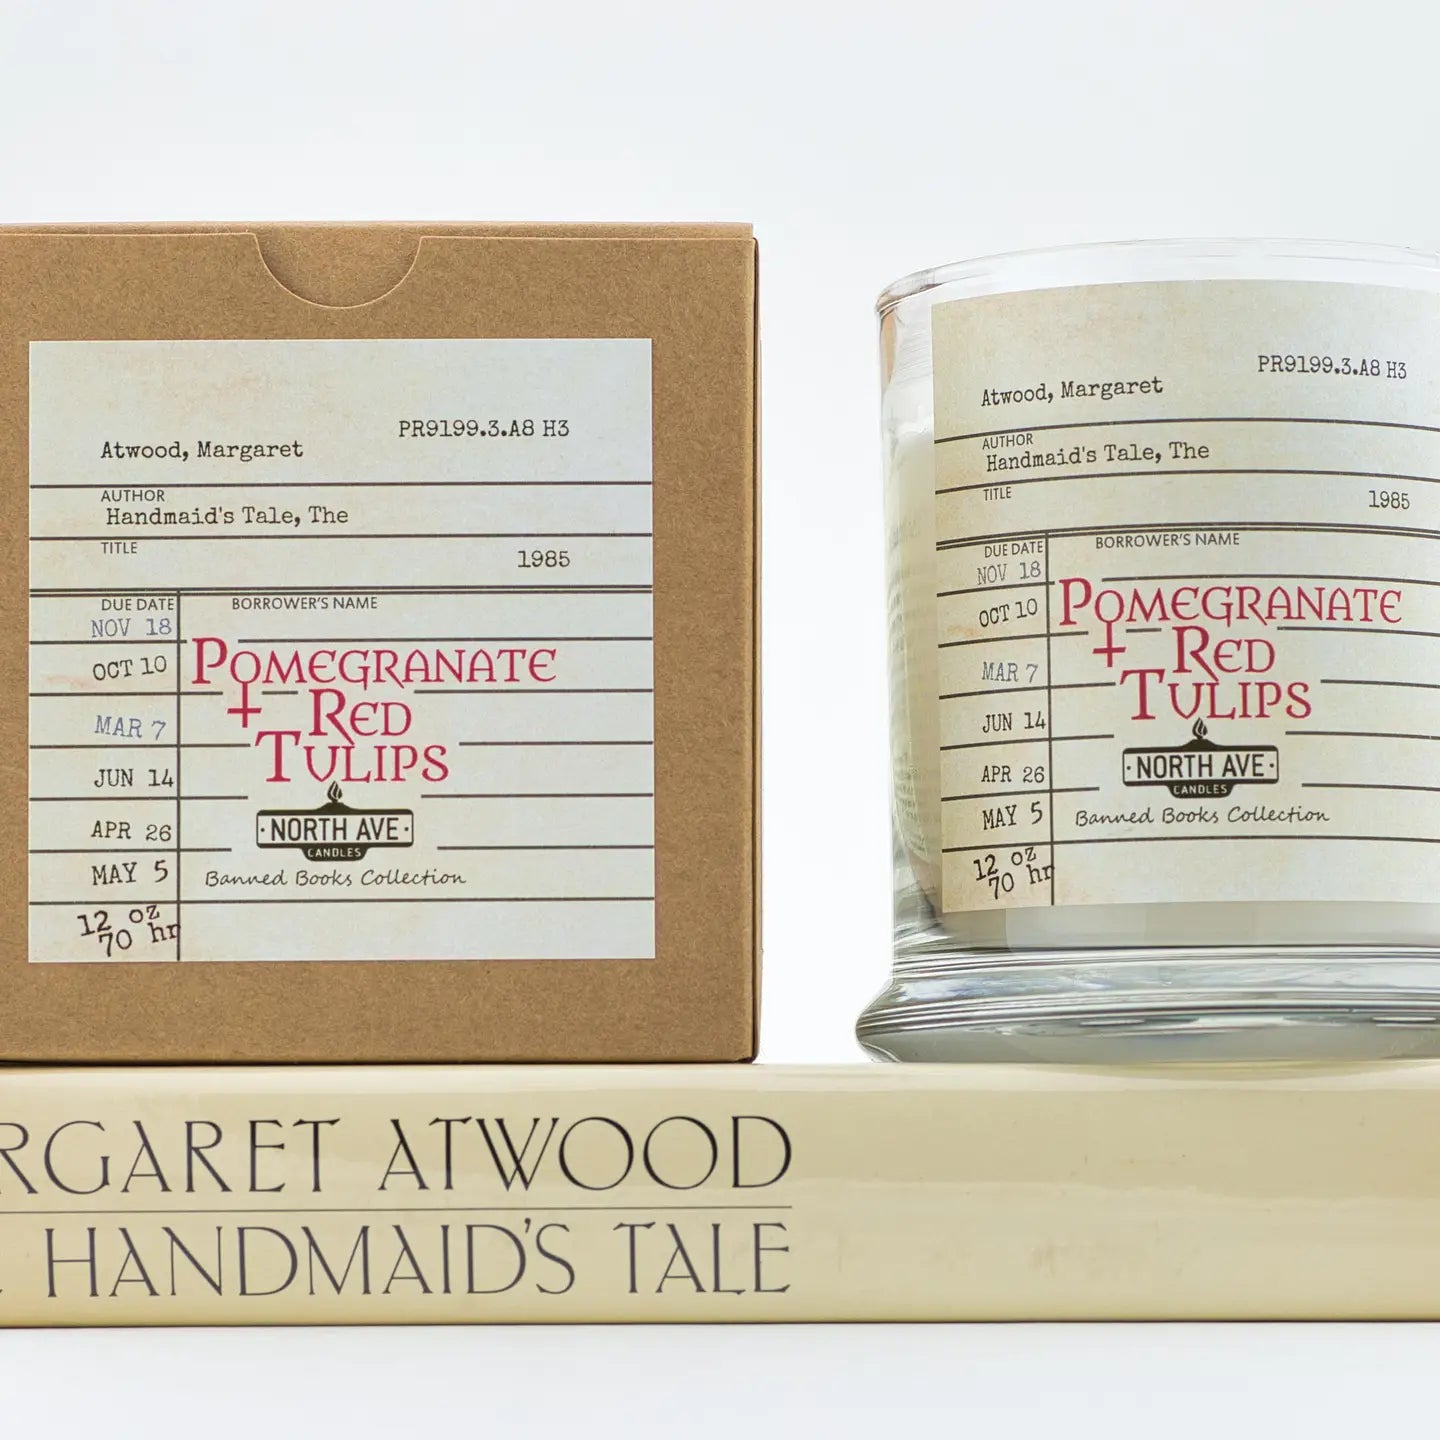 PR9199.3.A8 H3
Atwood, Margaret
AUTHOR
Handmaid's Tale, The
TITLE
1985
DUE DATE BORROWER'S NAME
NOV 18
OCT 10
MAR 7
JUN 14
APR 26
MAY 5
12 oz
70 hr
POMEGRANATE
RED
TULIPS
NORTH AVE
CANDLES
Banned Books Collection
PR9199.3.A8 H3
Atwood, Margaret
AUTHOR
Handmaid's Tale, The
TITLE
1985
DUE DATE BORROWER'S NAME
NOV 18
OCT 10
MAR 7
JUN 14
APR 26
MAY 5
12 oz
70 hr
POMEGRANATE
RED
TULIPS
NORTH AVE
CANDLES
Banned Books Collection
RGARET ATWOOD
HANDMAID'S TALE